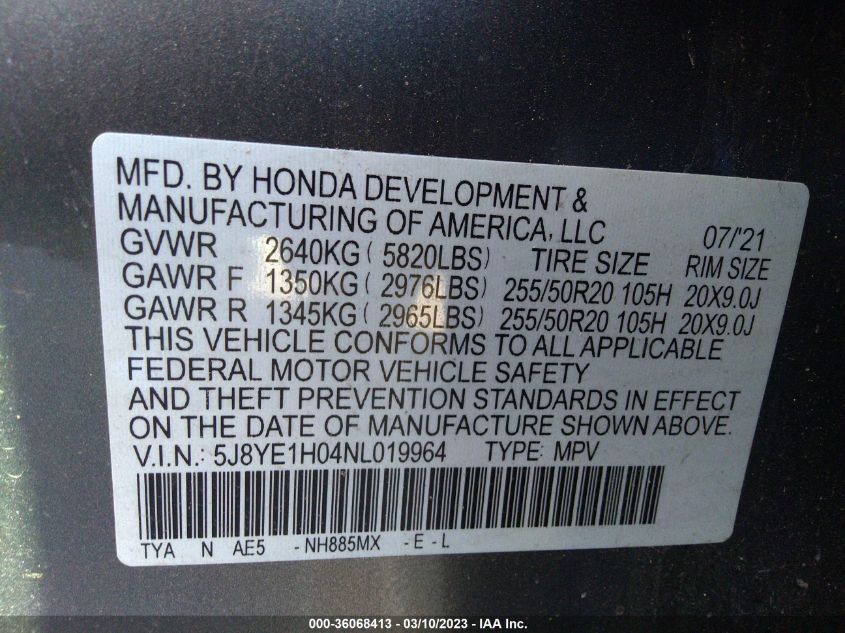 MFD. BY HONDA DEVELOPMENT &
MANUFACTURING OF AMERICA, LLC 07/'21
GVWR 2640KG ( 5820LBS) TIRE SIZE RIM SIZE
GAWR F 1350KG ( 2976LBS) 255/50R20 105H 20X9.0J
GAWR R 1345KG ( 2965LBS) 255/50R20 105H 20X9.0J
THIS VEHICLE CONFORMS TO ALL APPLICABLE
FEDERAL MOTOR VEHICLE SAFETY
AND THEFT PREVENTION STANDARDS IN EFFECT
ON THE DATE OF MANUFACTURE SHOWN ABOVE.
V.I.N.: 5J8YE1H04NL019964 TYPE: MPV
TYA N AE5 -NH885MX -E-L
000-36068413 - 03/10/2023 - IAA Inc.